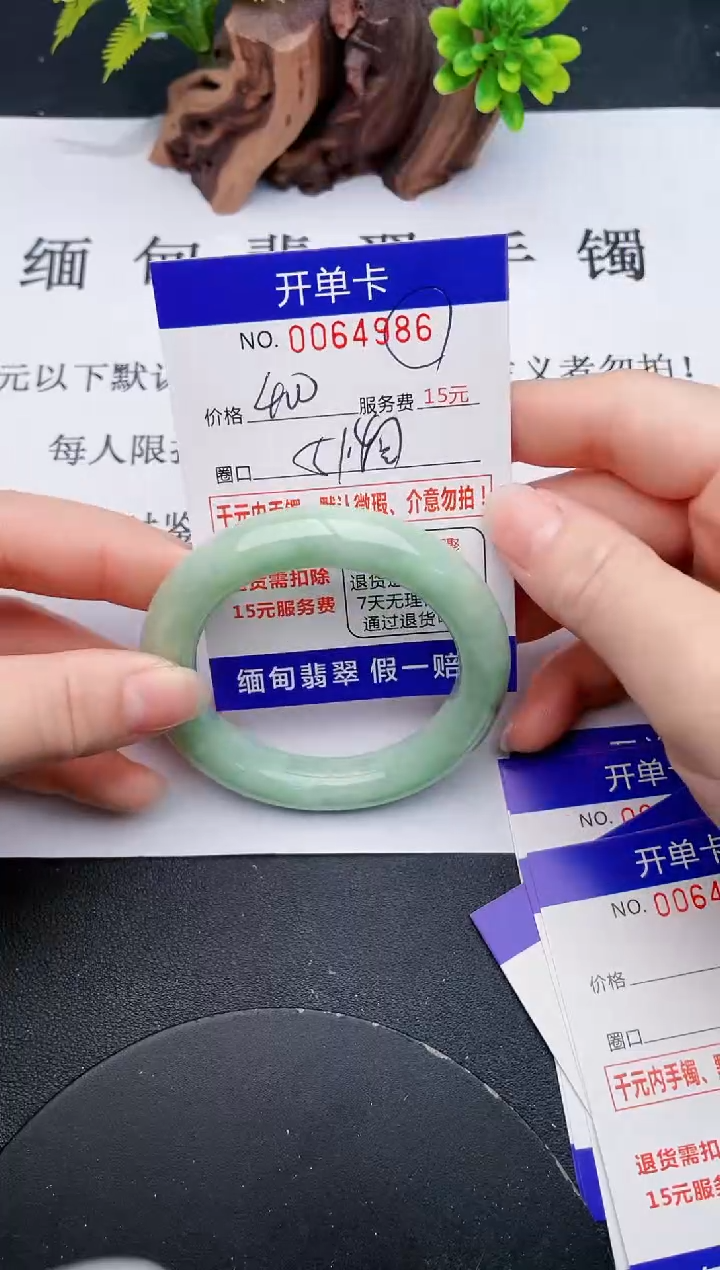 缅甸翡翠手镯
元以下默认
义者勿拍！
每人限
开单卡
NO. 0064986
价格 400 服务费 15元
圈口
千元内手镯、默认微瑕、介意勿拍！
货需扣除
15元服务费
退货
7天无理
通过退货
缅甸翡翠 假一赔
开单
NO.
开单卡
NO. 0064
价格
圈口
千元内手镯、
退货需扣
15元服务